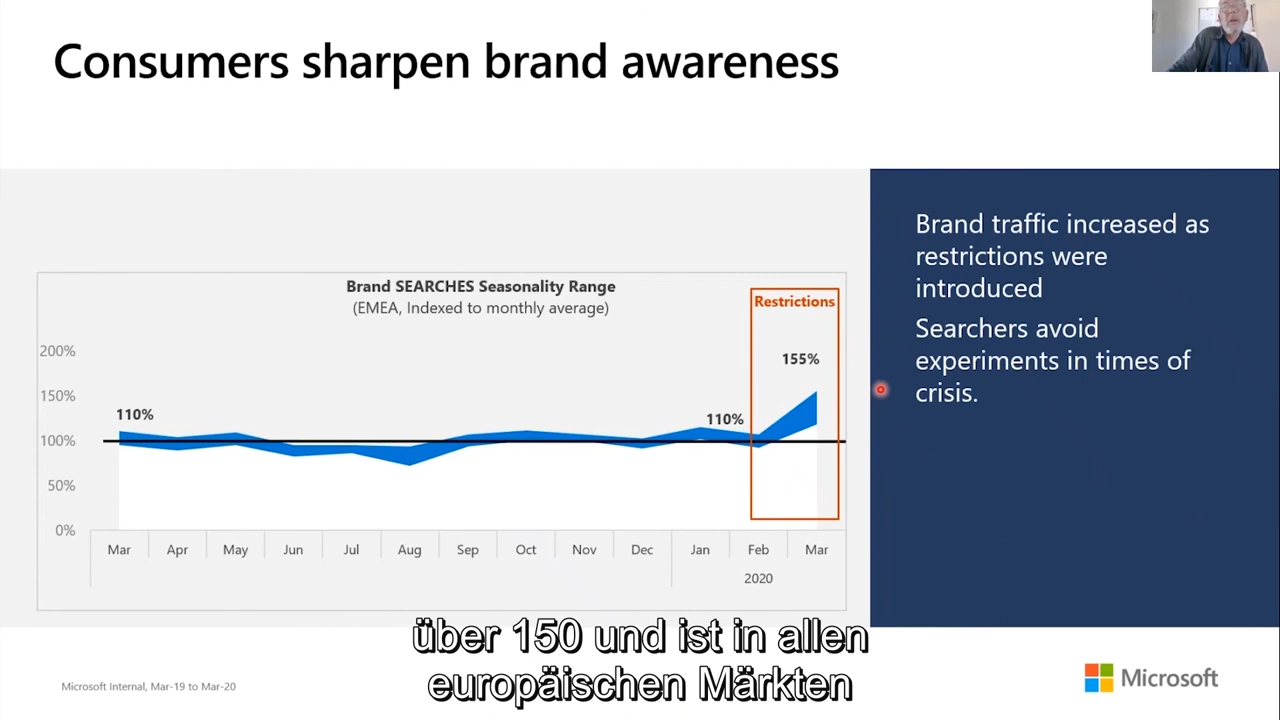 Consumers sharpen brand awareness
Brand SEARCHES Seasonality Range
(EMEA, Indexed to monthly average)
Restrictions
200%
150%
100%
50%
0%
110%
110%
155%
Mar Apr May Jun Jul Aug Sep Oct Nov Dec Jan Feb Mar
2020
Brand traffic increased as
restrictions were
introduced
Searchers avoid
experiments in times of
crisis.
über 150 und ist in allen
europäischen Märkten
Microsoft Internal, Mar-19 to Mar-20
Microsoft